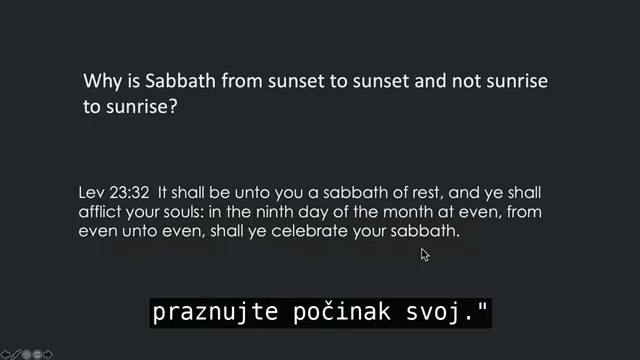 Why is Sabbath from sunset to sunset and not sunrise
to sunrise?
Lev 23:32 It shall be unto you a sabbath of rest, and ye shall
afflict your souls: in the ninth day of the month at even, from
even unto even, shall ye celebrate your sabbath.
praznujte počinak svoj."